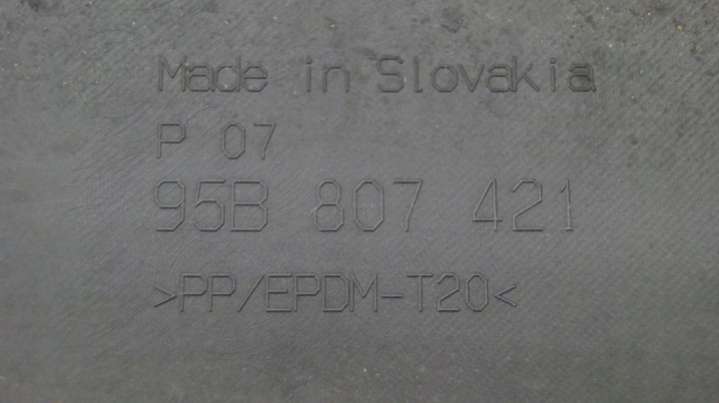 Made in Slovakia
P 07
95B 807 421
>PP/EPDM-T20<